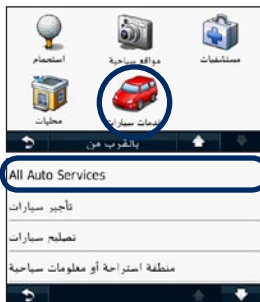 مستشفيات مواقع سياحية استجمام
خدمات سيارات محليات
بالقرب من
All Auto Services
تأجير سيارات
تصليح سيارات
منطقة استراحة أو معلومات سياحية